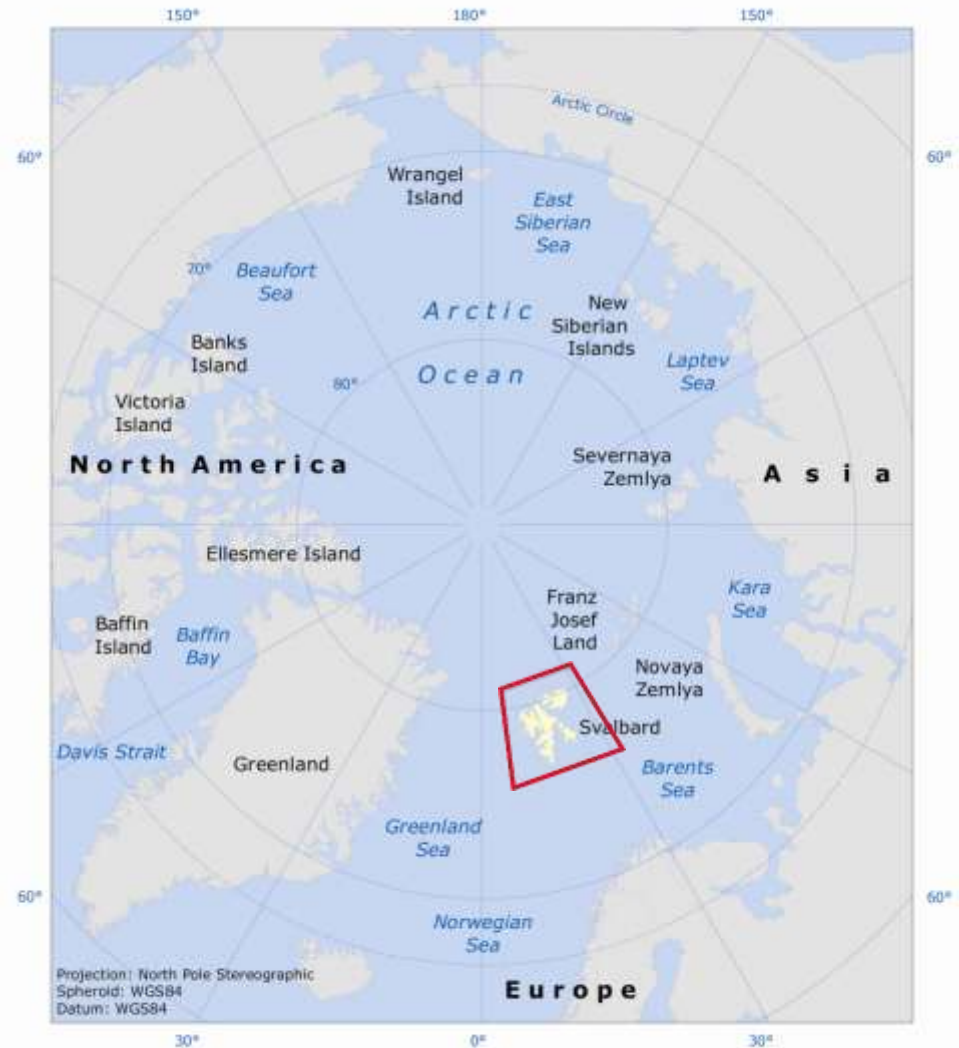 150°
180°
150°
Arctic Circle
60°
60°
Wrangel
Island
East
Siberian
Sea
70°
Beaufort
Sea
Arctic
New
Siberian
Islands
Banks
Island
Laptev
Sea
80°
Ocean
Victoria
Island
North America
Severnaya
Zemlya
Asia
Ellesmere Island
Kara
Sea
Franz
Josef
Land
Baffin
Island
Baffin
Bay
Novaya
Zemlya
Svalbard
Davis Strait
Greenland
Barents
Sea
Greenland
Sea
60°
60°
Norwegian
Sea
Projection: North Pole Stereographic
Spheroid: WGS84
Datum: WGS84
Europe
30°
0°
30°